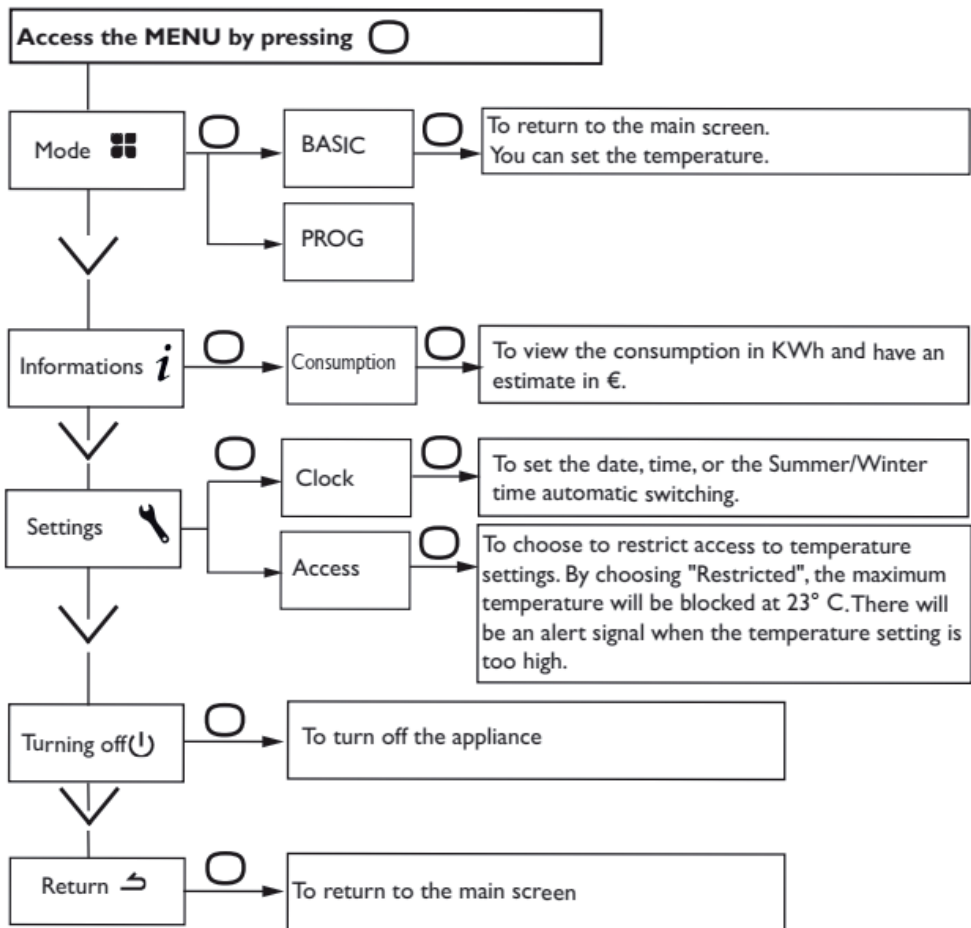 Access the MENU by pressing
Mode
BASIC
To return to the main screen.
You can set the temperature.
PROG
Informations i
Consumption
To view the consumption in KWh and have an
estimate in €.
Settings
Clock
To set the date, time, or the Summer/Winter
time automatic switching.
Access
To choose to restrict access to temperature
settings. By choosing "Restricted", the maximum
temperature will be blocked at 23° C.There will
be an alert signal when the temperature setting is
too high.
Turning off
To turn off the appliance
Return
To return to the main screen